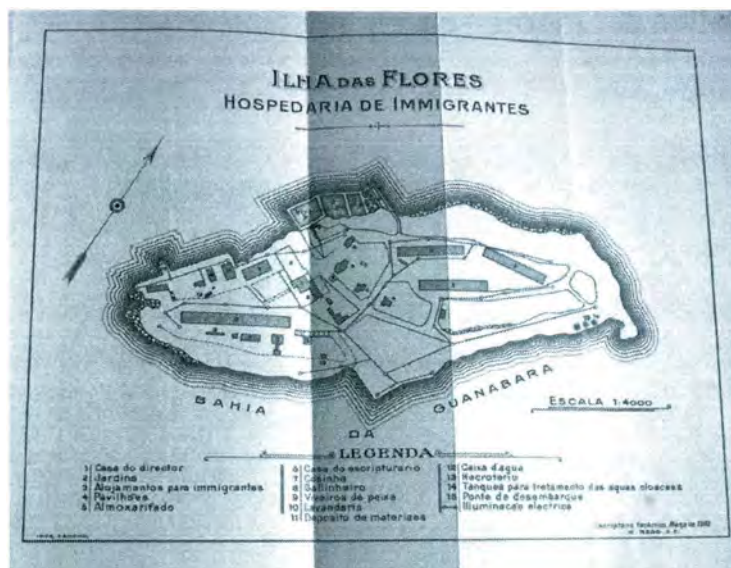 ILHA DAS FLORES
HOSPEDARIA DE IMMIGRANTES
BAHIA DA GUANABARA
ESCALA 1:4000
LEGENDA
1 Casa do director
2 Jardins
3 Alojamentos para immigrantes
4 Pavilhões
5 Almoxarifado
6 Casa do escripturario
7 Cosinha
8 Gallinheiro
9 Viveiros de peixe
10 Lavanderia
11 Deposito de materiaes
12 Caixa d'agua
13 Necroterio
14 Tanques para tratamento das aguas
15 Ponte de desembarque
Illuminação electrica